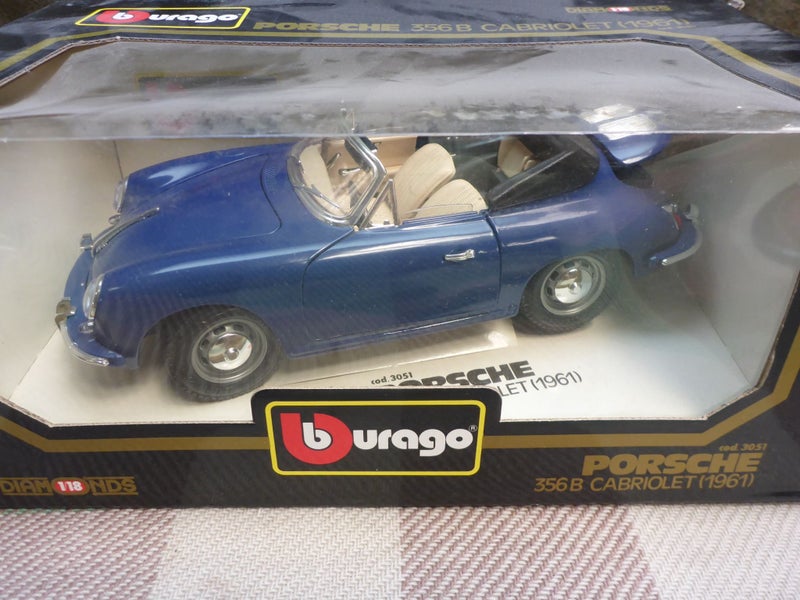 burago
PORSCHE 356 B CABRIOLET (1961)
cod. 3051
PORSCHE
LET (1961)
burago®
cod. 3051
PORSCHE
356 B CABRIOLET (1961)
DIAMONDS
1/18